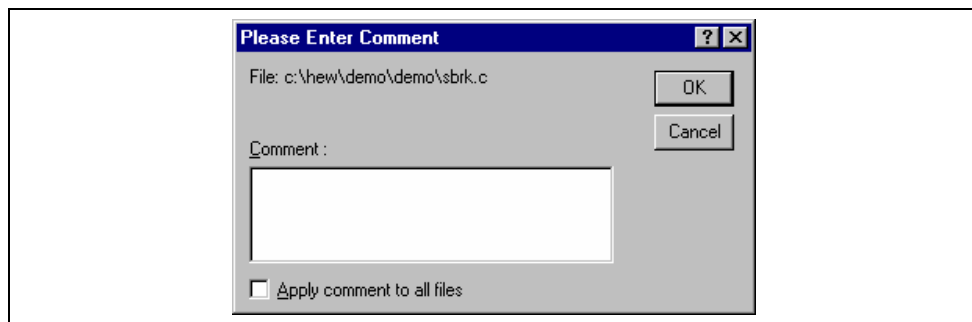 Please Enter Comment
File: c:\hew\demo\demo\sbrk.c
OK
Cancel
Comment :
Apply comment to all files